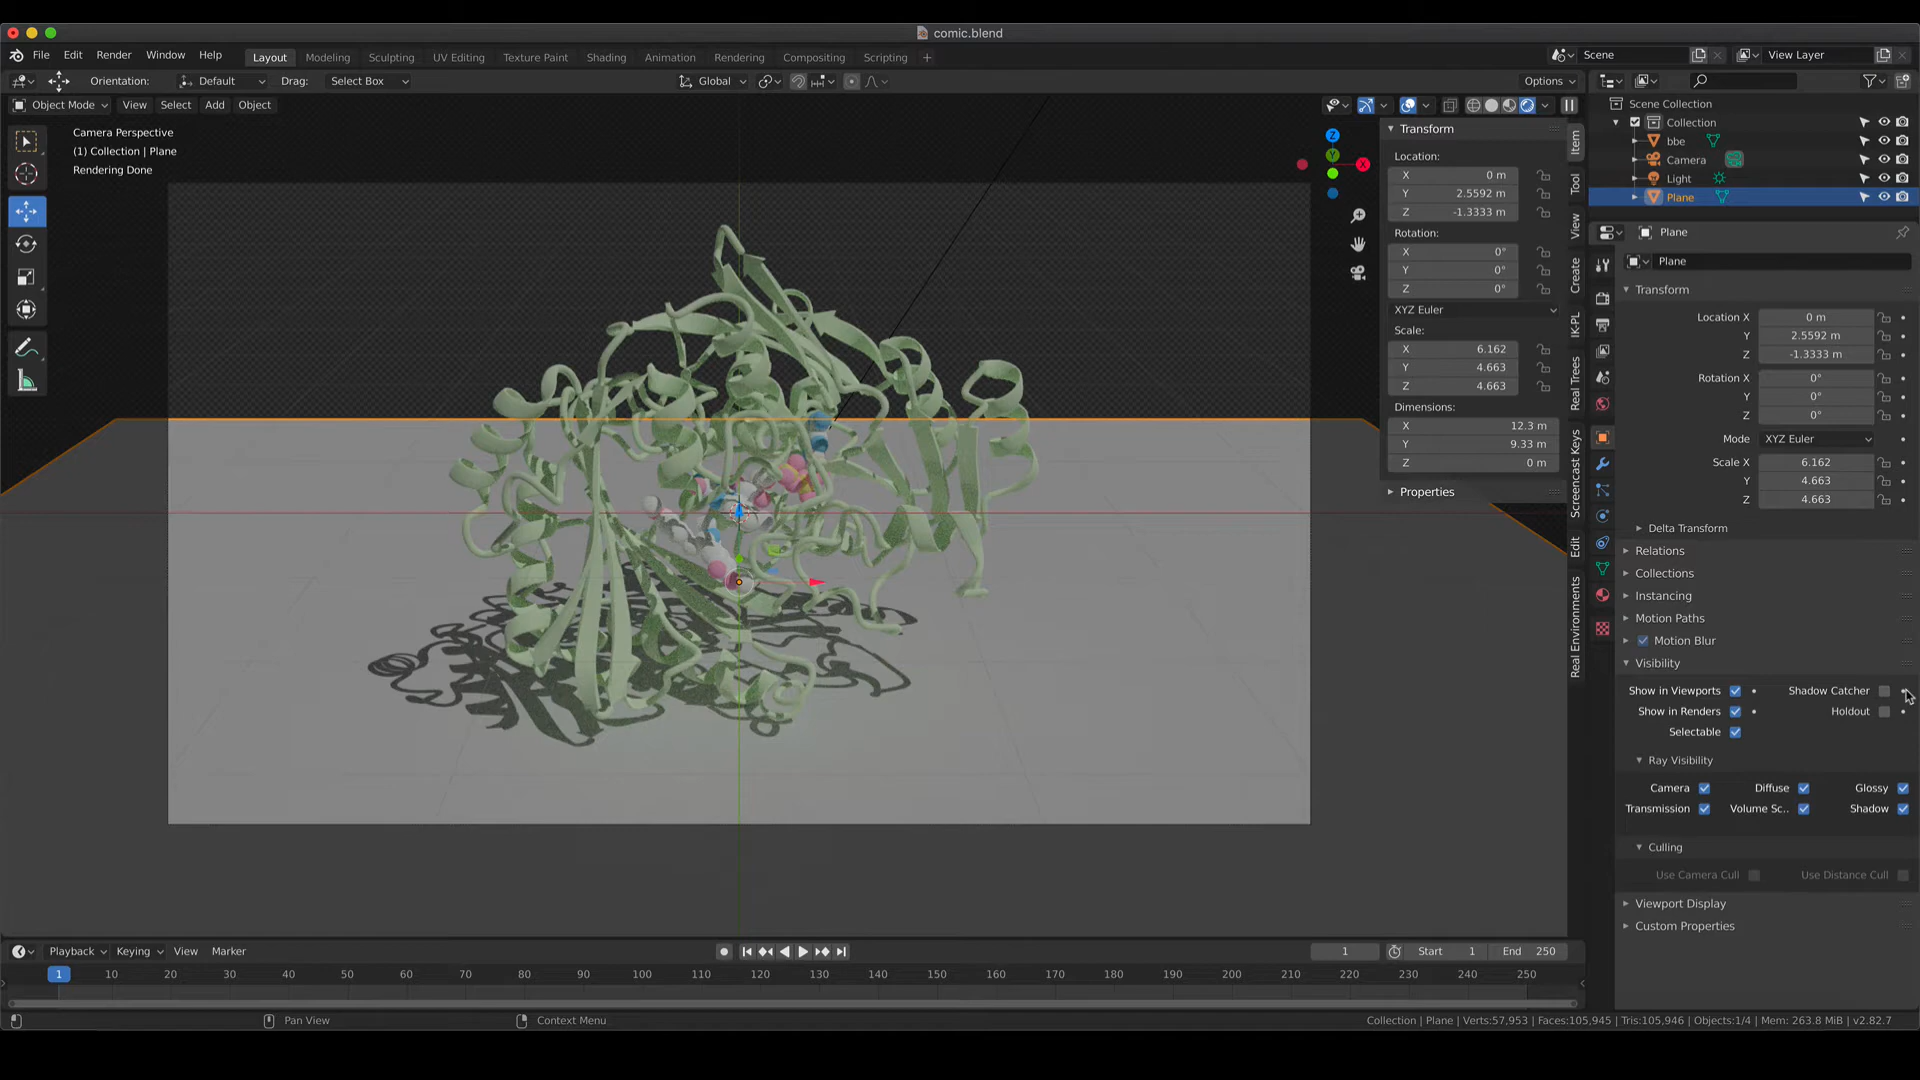 comic.blend
File Edit Render Window Help Layout Modeling Sculpting UV Editing Texture Paint Shading Animation Rendering Compositing Scripting + Scene View Layer
Orientation: Default Drag: Select Box Global Options
Object Mode View Select Add Object
Camera Perspective
(1) Collection | Plane
Rendering Done
Z
Y
X
Transform
Location:
X 0 m
Y 2.5592 m
Z -1.3333 m
Rotation:
X 0°
Y 0°
Z 0°
XYZ Euler
Scale:
X 6.162
Y 4.663
Z 4.663
Dimensions:
X 12.3 m
Y 9.33 m
Z 0 m
Properties
Item
Tool
View
Create
IK-PL
Real Trees
Screencast Keys
Edit
Real Environments
Scene Collection
Collection
bbe
Camera
Light
Plane
Plane
Plane
Transform
Location X 0 m
Y 2.5592 m
Z -1.3333 m
Rotation X 0°
Y 0°
Z 0°
Mode XYZ Euler
Scale X 6.162
Y 4.663
Z 4.663
Delta Transform
Relations
Collections
Instancing
Motion Paths
Motion Blur
Visibility
Show in Viewports Shadow Catcher
Show in Renders Holdout
Selectable
Ray Visibility
Camera Diffuse Glossy
Transmission Volume Sc.. Shadow
Culling
Use Camera Cull Use Distance Cull
Viewport Display
Custom Properties
Playback Keying View Marker 1 Start 1 End 250
1 10 20 30 40 50 60 70 80 90 100 110 120 130 140 150 160 170 180 190 200 210 220 230 240 250
Pan View Context Menu Collection | Plane | Verts:57,953 | Faces:105,945 | Tris:105,946 | Objects:1/4 | Mem: 263.8 MiB | v2.82.7